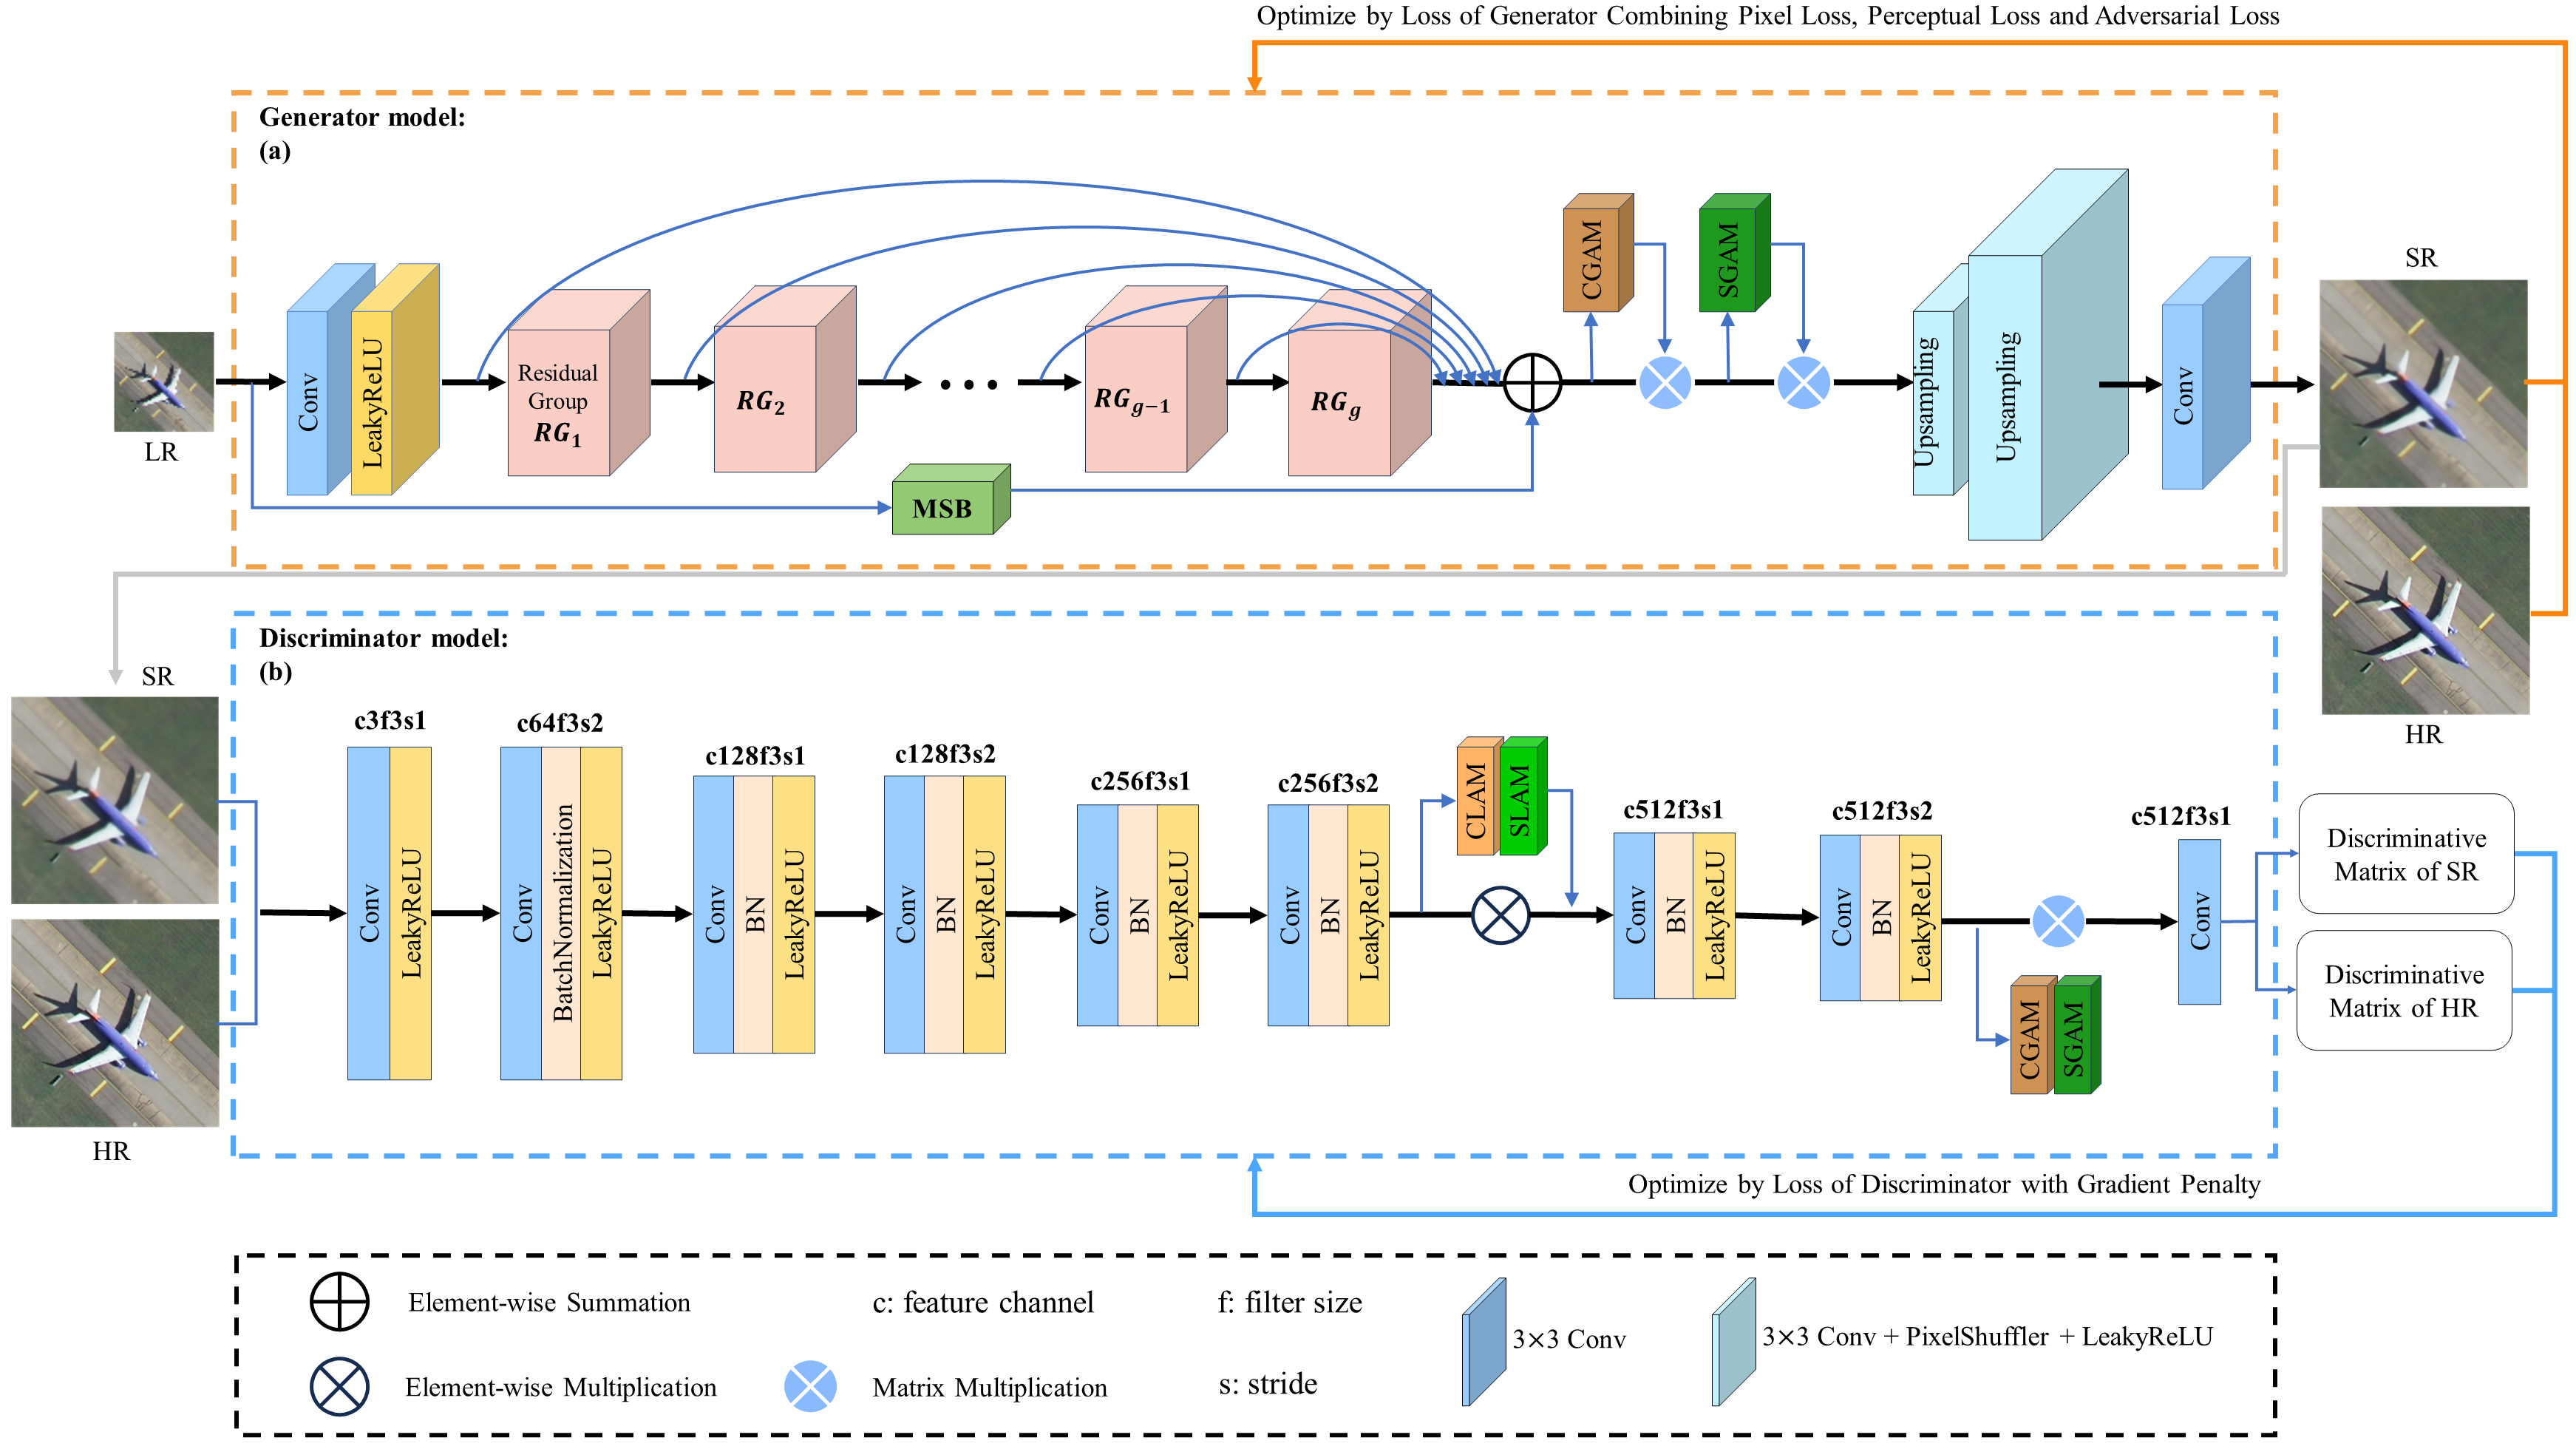 Optimize by Loss of Generator Combining Pixel Loss, Perceptual Loss and Adversarial Loss
Generator model:
(a)
LR
Conv
LeakyReLU
Residual
Group
RG1
RG2
• • •
RGg−1
RGg
MSB
CGAM
SGAM
Upsampling
Upsampling
Conv
SR
HR
Discriminator model:
(b)
SR
HR
c3f3s1
Conv
LeakyReLU
c64f3s2
Conv
BatchNormalization
LeakyReLU
c128f3s1
Conv
BN
LeakyReLU
c128f3s2
Conv
BN
LeakyReLU
c256f3s1
Conv
BN
LeakyReLU
c256f3s2
Conv
BN
LeakyReLU
CLAM
SLAM
c512f3s1
Conv
BN
LeakyReLU
c512f3s2
Conv
BN
LeakyReLU
CGAM
SGAM
c512f3s1
Conv
Discriminative
Matrix of SR
Discriminative
Matrix of HR
Optimize by Loss of Discriminator with Gradient Penalty
Element-wise Summation
c: feature channel
f: filter size
3×3 Conv
3×3 Conv + PixelShuffler + LeakyReLU
Element-wise Multiplication
Matrix Multiplication
s: stride